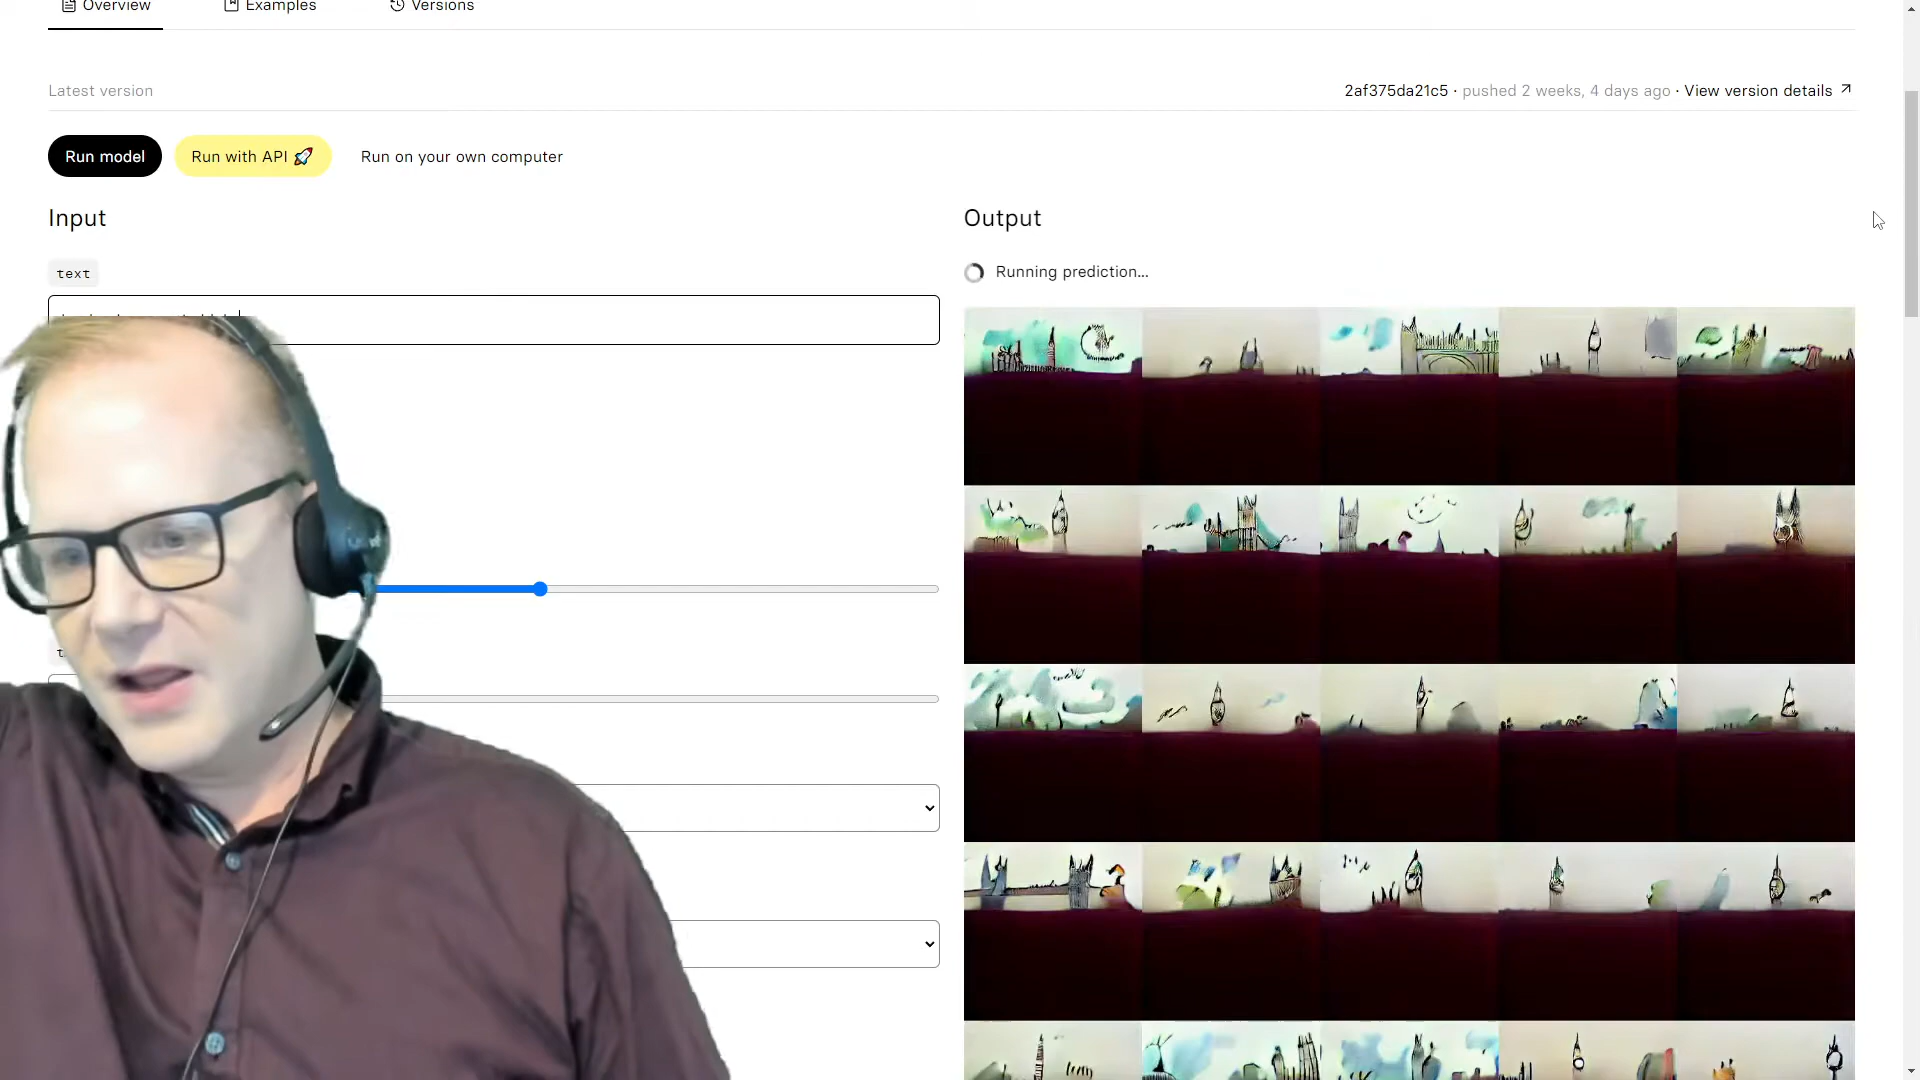 Overview
Examples
Versions
Latest version
2af375da21c5 · pushed 2 weeks, 4 days ago · View version details
Run model
Run with API
Run on your own computer
Input
Output
text
Running prediction...